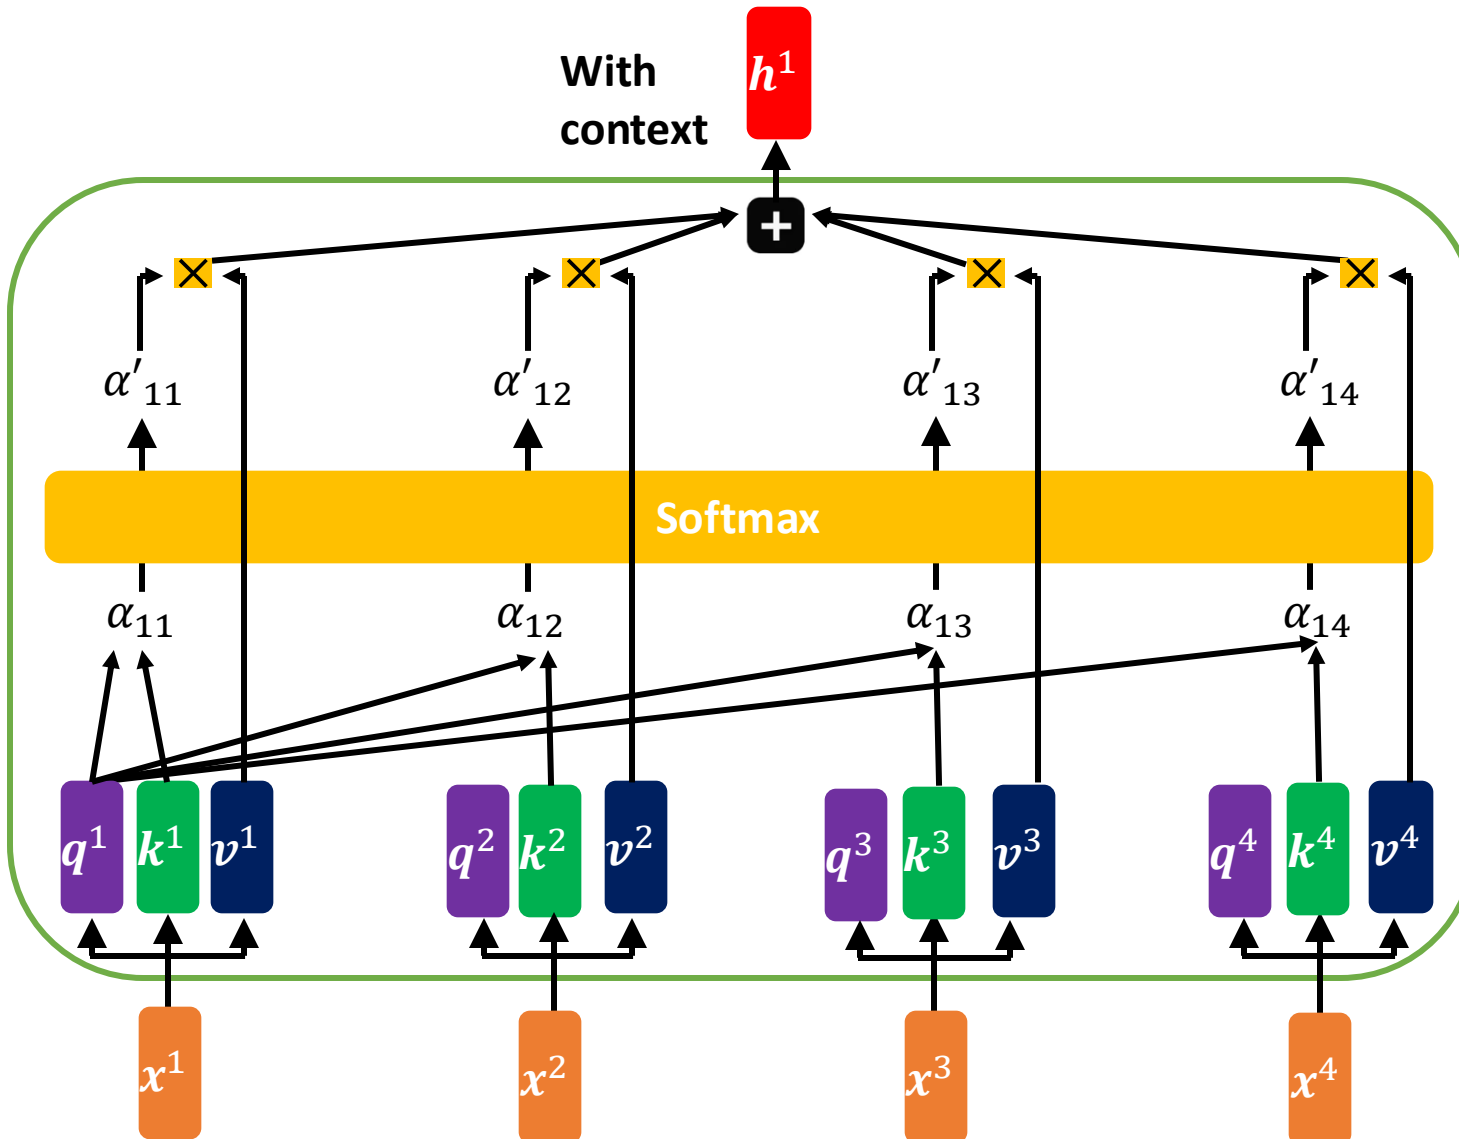 With
context
h¹
+
α'₁₁ α'₁₂ α'₁₃ α'₁₄
Softmax
α₁₁ α₁₂ α₁₃ α₁₄
q¹ k¹ v¹ q² k² v² q³ k³ v³ q⁴ k⁴ v⁴
x¹ x² x³ x⁴